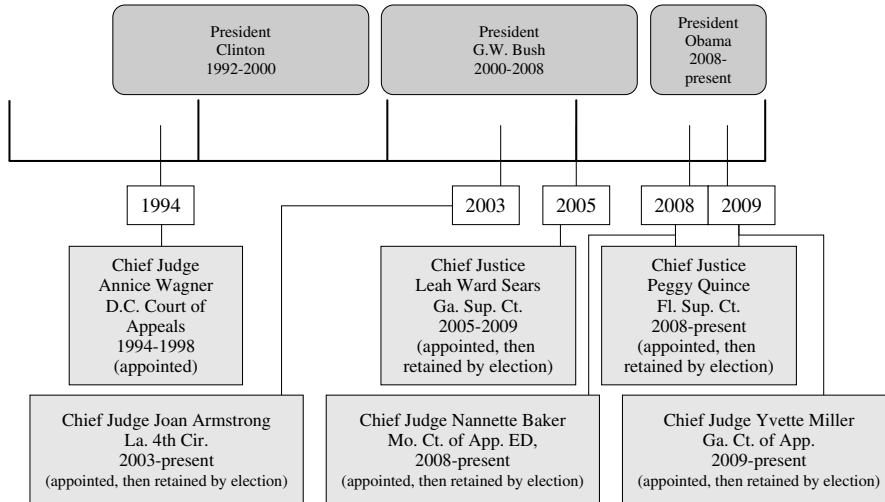 President
Clinton
1992-2000
President
G.W. Bush
2000-2008
President
Obama
2008-
present
1994
2003
2005
2008
2009
Chief Judge
Annice Wagner
D.C. Court of
Appeals
1994-1998
(appointed)
Chief Justice
Leah Ward Sears
Ga. Sup. Ct.
2005-2009
(appointed, then
retained by election)
Chief Justice
Peggy Quince
Fl. Sup. Ct.
2008-present
(appointed, then
retained by election)
Chief Judge Joan Armstrong
La. 4th Cir.
2003-present
(appointed, then retained by election)
Chief Judge Nannette Baker
Mo. Ct. of App. ED,
2008-present
(appointed, then retained by election)
Chief Judge Yvette Miller
Ga. Ct. of App.
2009-present
(appointed, then retained by election)